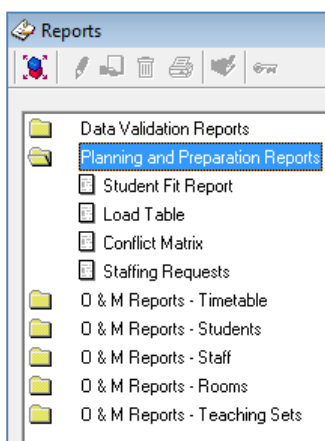 Reports
Data Validation Reports
Planning and Preparation Reports
Student Fit Report
Load Table
Conflict Matrix
Staffing Requests
O & M Reports - Timetable
O & M Reports - Students
O & M Reports - Staff
O & M Reports - Rooms
O & M Reports - Teaching Sets